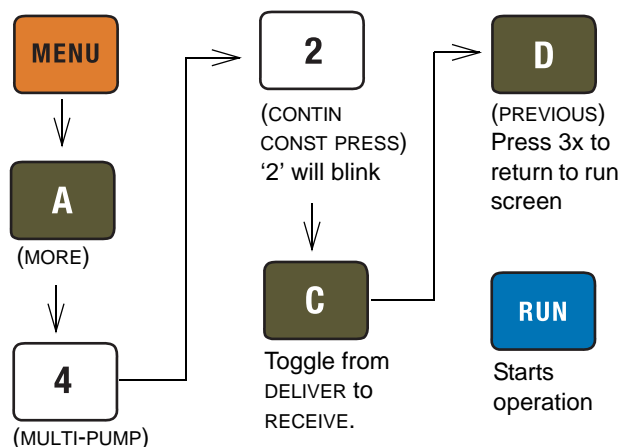 MENU
A
(MORE)
4
(MULTI-PUMP)
2
(CONTIN
CONST PRESS)
‘2’ will blink
C
Toggle from
DELIVER to
RECEIVE.
D
(PREVIOUS)
Press 3x to
return to run
screen
RUN
Starts
operation